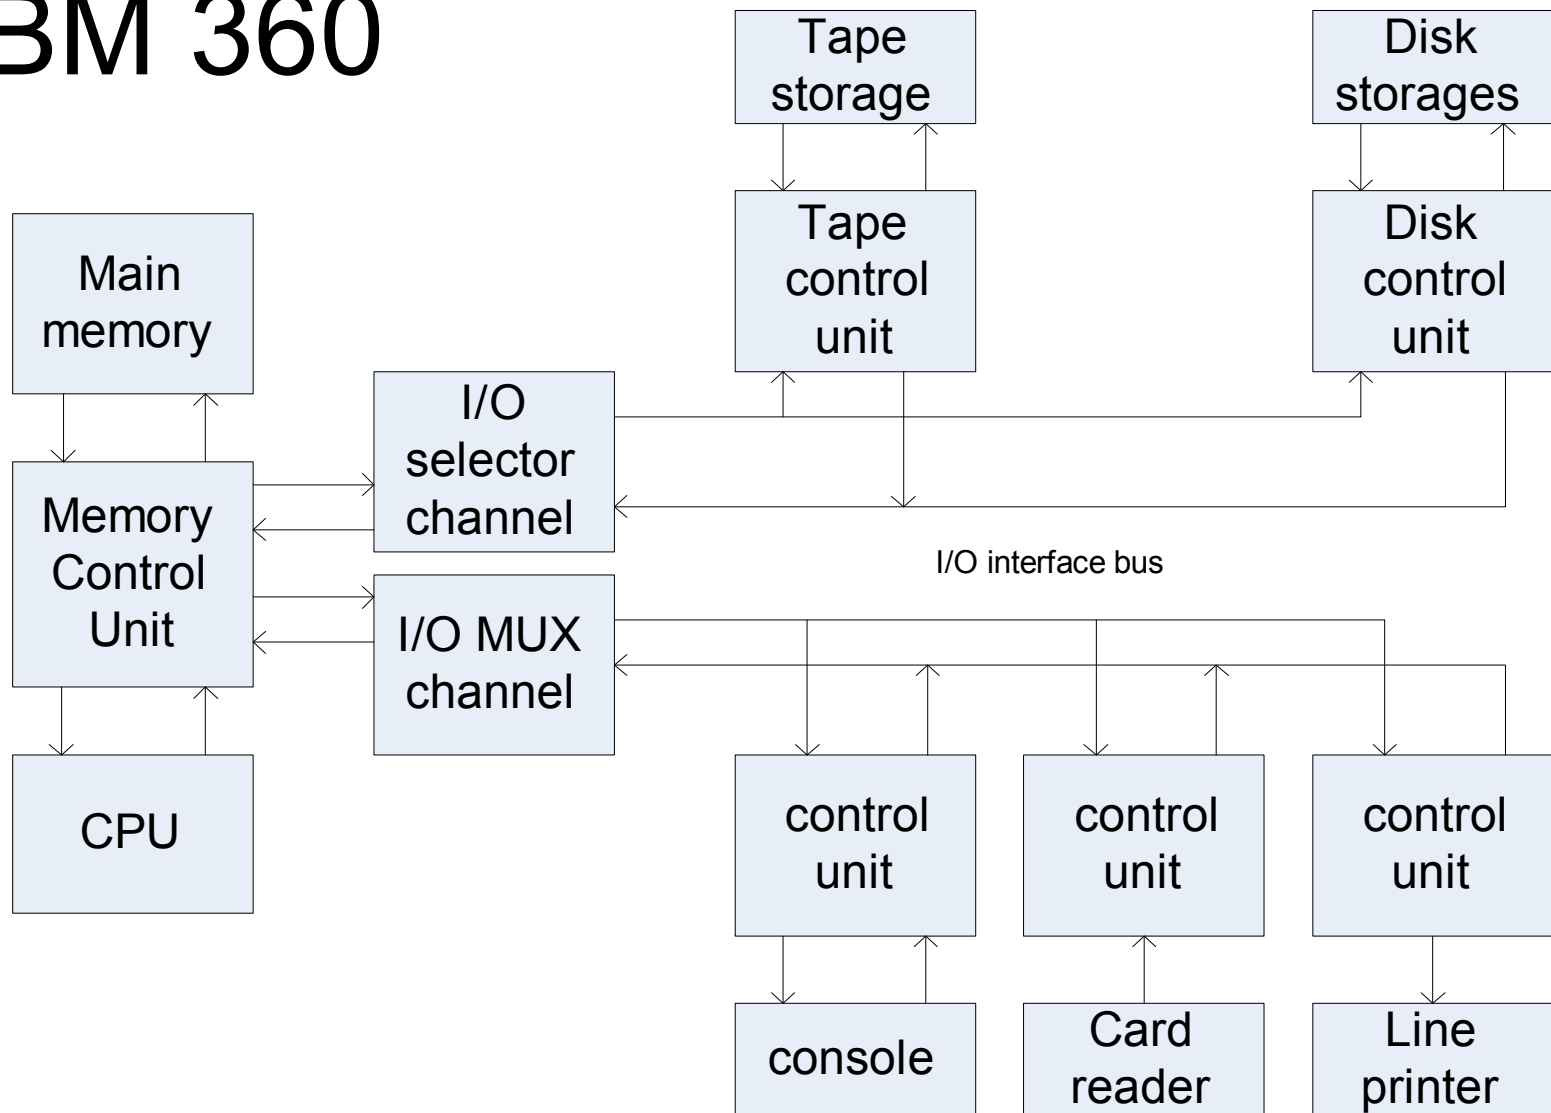 BM 360
Tape
storage
Disk
storages
Tape
control
unit
Disk
control
unit
Main
memory
I/O
selector
channel
Memory
Control
Unit
I/O interface bus
I/O MUX
channel
CPU
control
unit
control
unit
control
unit
console
Card
reader
Line
printer